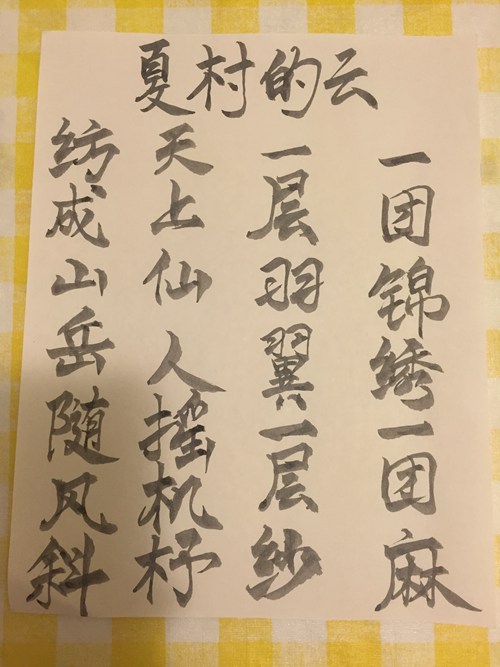 夏村的云
一团锦绣一团麻
一层羽翼一层纱
天上仙人摇机杼
纺成山岳随风斜